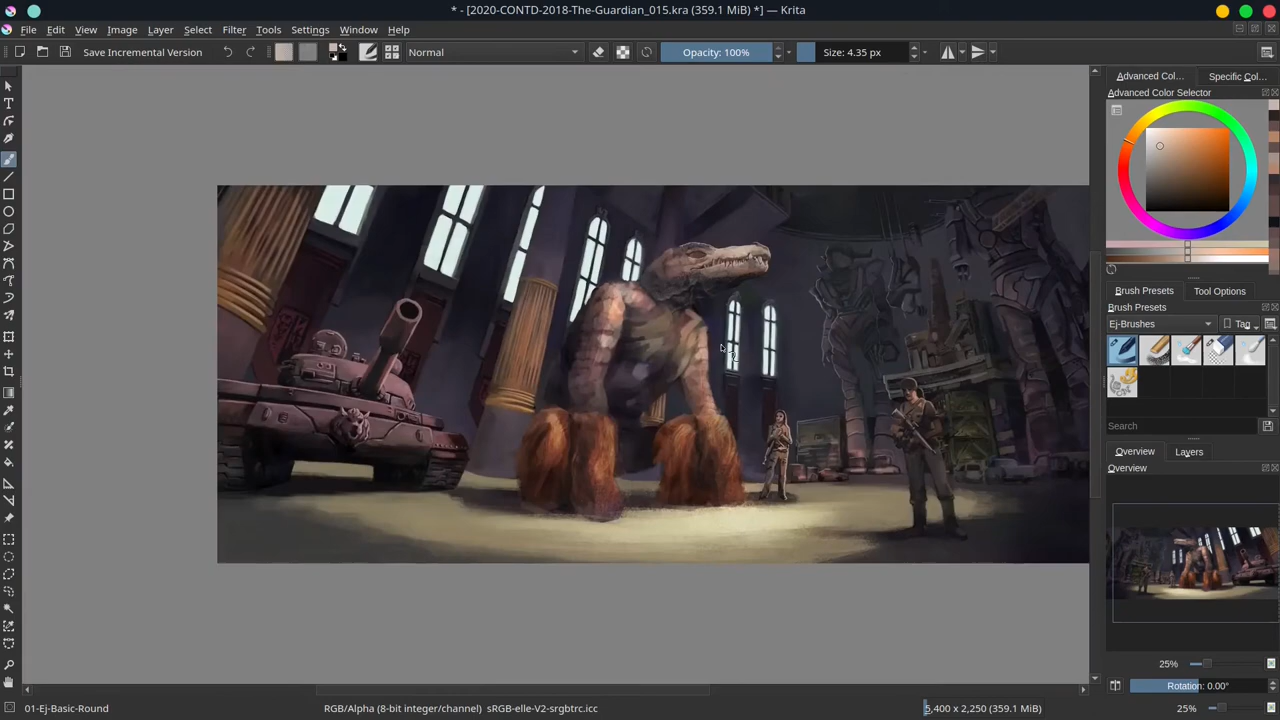 * - [2020-CONTD-2018-The-Guardian_015.kra (359.1 MiB) *] — Krita
File Edit View Image Layer Select Filter Tools Settings Window Help
Save Incremental Version Normal Opacity: 100% Size: 4.35 px
Advanced Col... Specific Col...
Advanced Color Selector
Brush Presets Tool Options
Brush Presets
Ej-Brushes Tag
Search
Overview Layers
Overview
25%
Rotation: 0.00°
01-Ej-Basic-Round RGB/Alpha (8-bit integer/channel) sRGB-elle-V2-srgbtrc.icc 5,400 x 2,250 (359.1 MiB) 25%